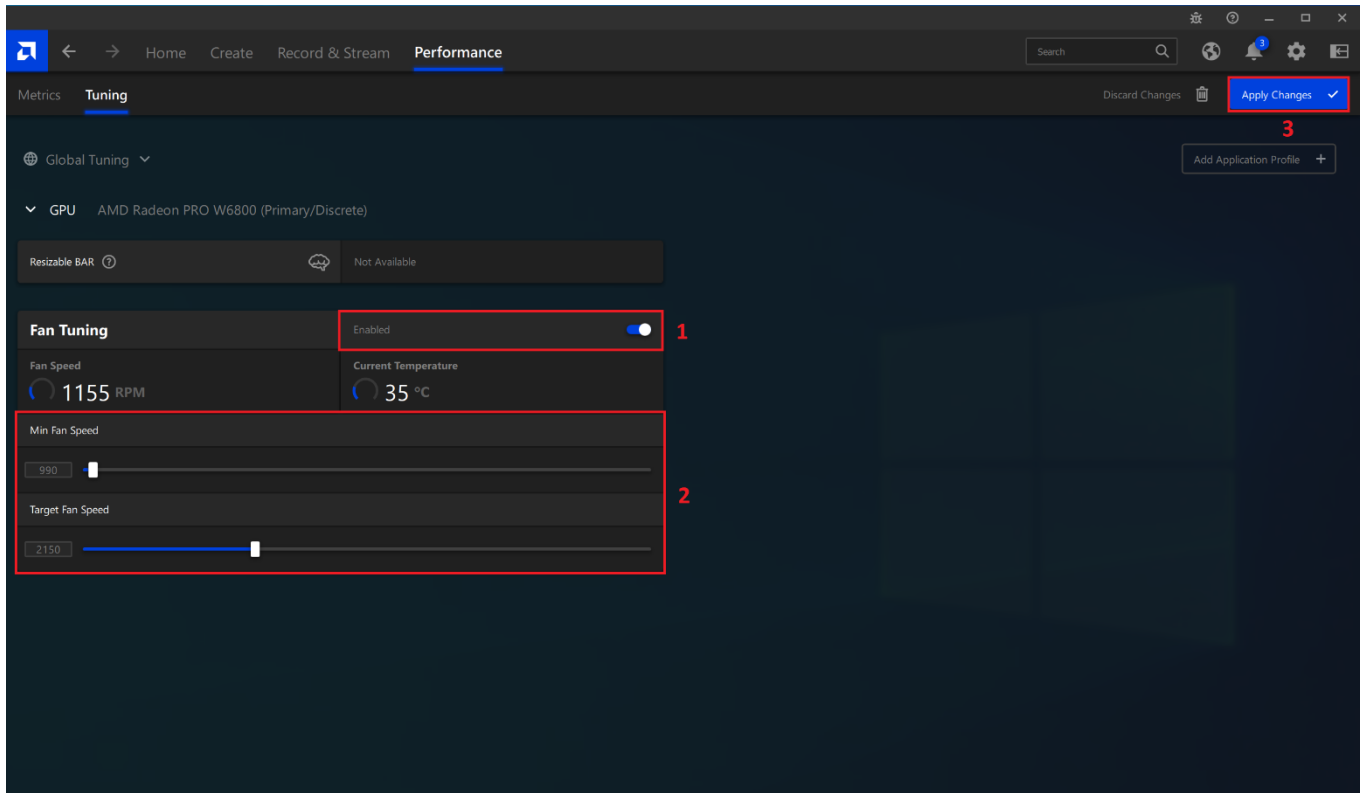 3
Home Create Record & Stream Performance
Search
Metrics Tuning
Discard Changes
Apply Changes
3
Global Tuning
Add Application Profile +
GPU AMD Radeon PRO W6800 (Primary/Discrete)
Resizable BAR ?
Not Available
Fan Tuning
Enabled
1
Fan Speed
1155 RPM
Current Temperature
35 °C
Min Fan Speed
990
2
Target Fan Speed
2150